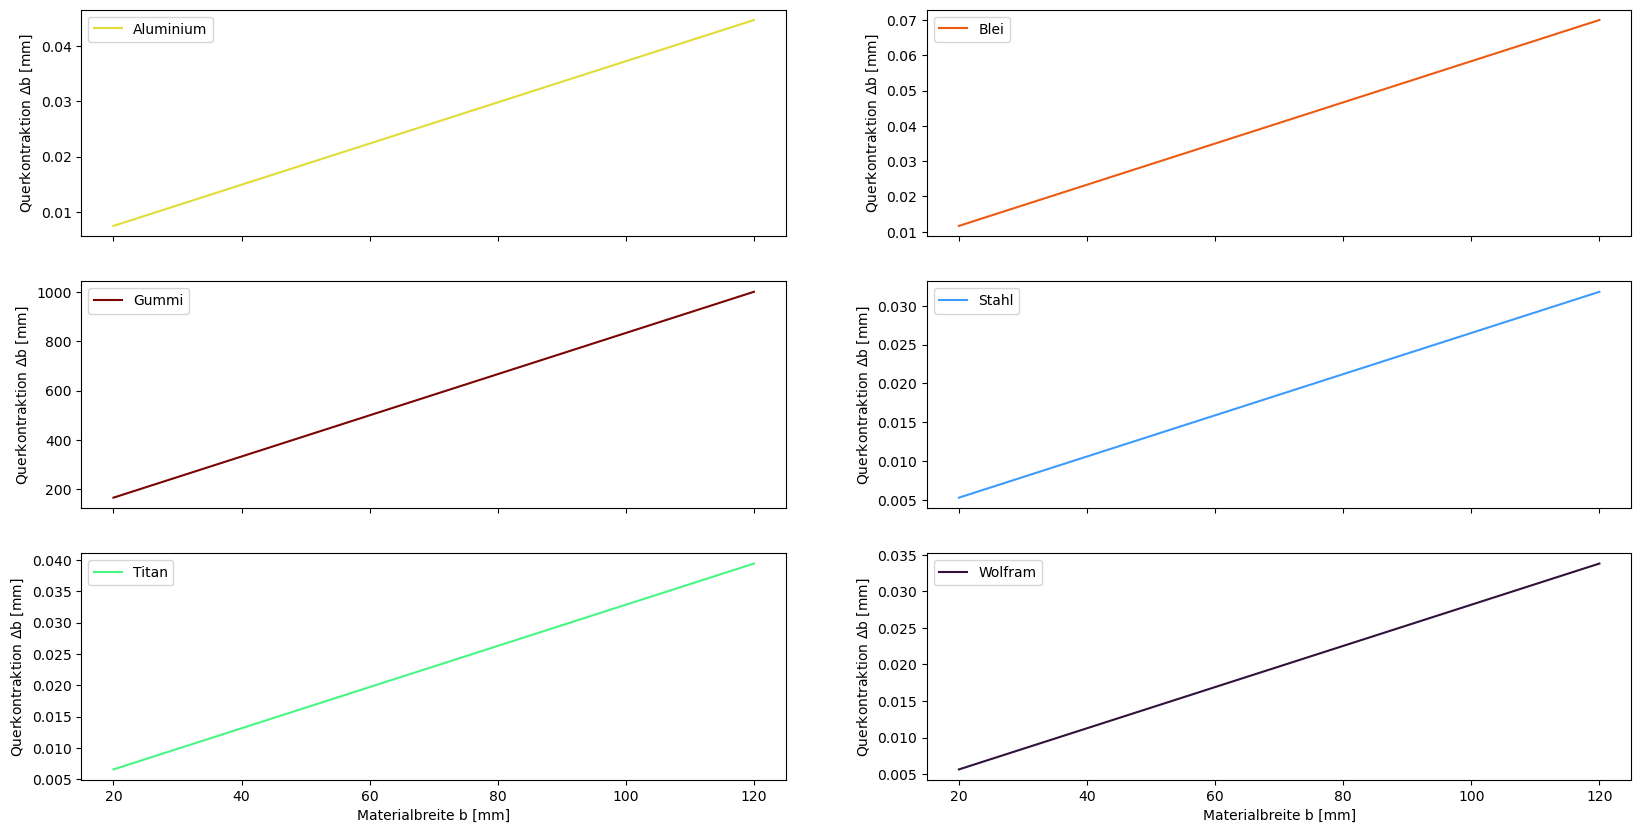 Aluminium
Querkontraktion Δb [mm]
0.04
0.03
0.02
0.01
Blei
Querkontraktion Δb [mm]
0.07
0.06
0.05
0.04
0.03
0.02
0.01
Gummi
Querkontraktion Δb [mm]
1000
800
600
400
200
Stahl
Querkontraktion Δb [mm]
0.030
0.025
0.020
0.015
0.010
0.005
Titan
Querkontraktion Δb [mm]
0.040
0.035
0.030
0.025
0.020
0.015
0.010
0.005
20 40 60 80 100 120
Materialbreite b [mm]
Wolfram
Querkontraktion Δb [mm]
0.035
0.030
0.025
0.020
0.015
0.010
0.005
20 40 60 80 100 120
Materialbreite b [mm]